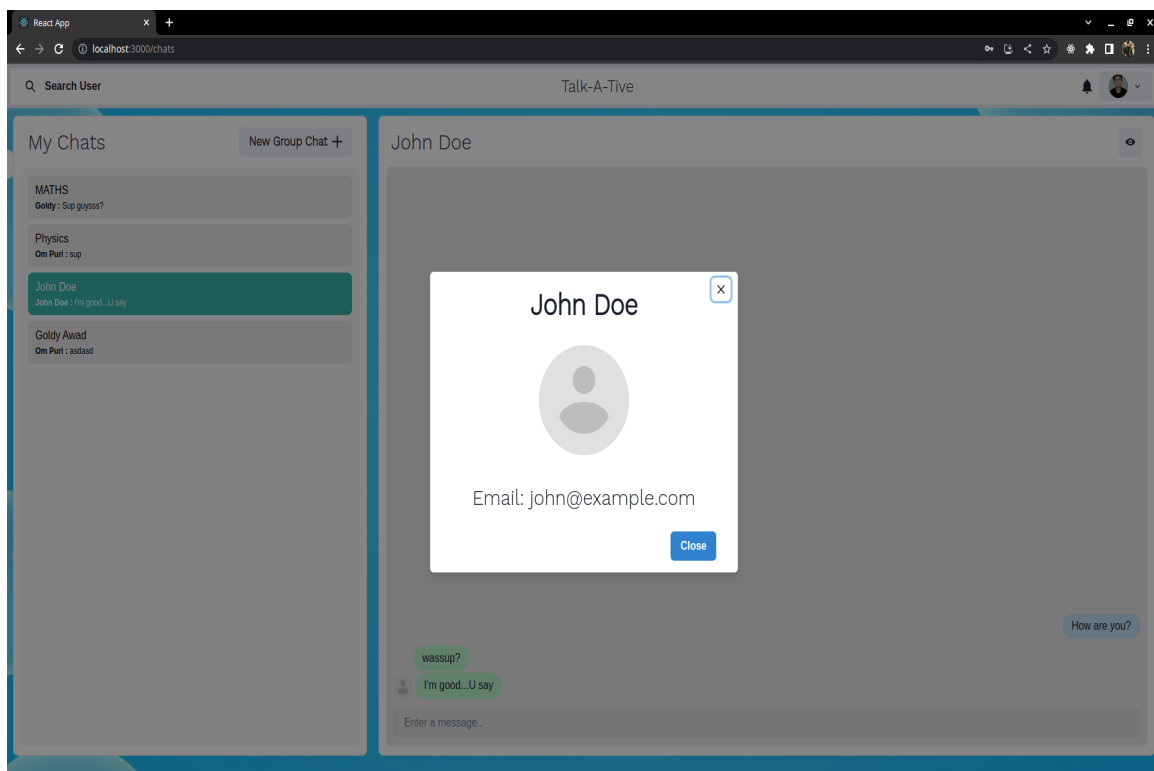 React App
localhost:3000/chats
Search User
Talk-A-Tive
My Chats
New Group Chat +
MATHS
Goldy : Sup guysss?
Physics
Om Puri : sup
John Doe
John Doe : I'm good...U say
Goldy Awad
Om Puri : asdasd
John Doe
John Doe
Email: john@example.com
Close
How are you?
wassup?
I'm good...U say
Enter a message..